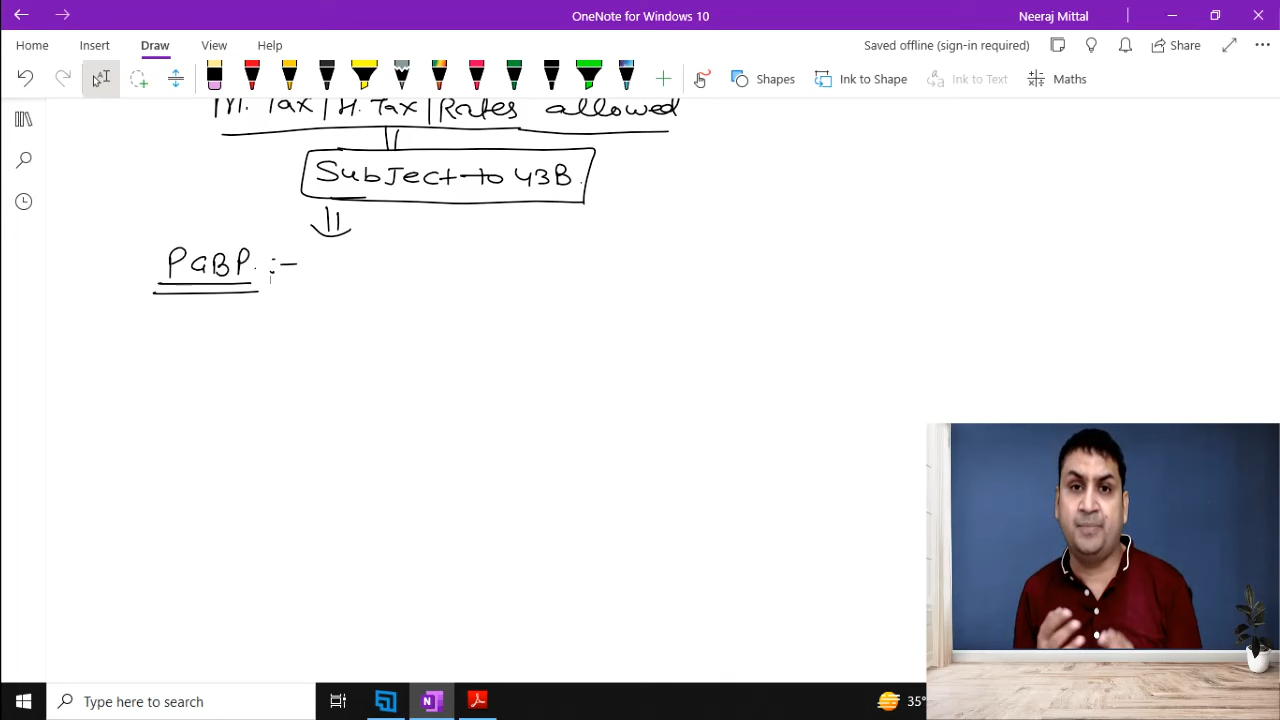 OneNote for Windows 10
Neeraj Mittal
Home Insert Draw View Help
Saved offline (sign-in required) Share
Shapes Ink to Shape Ink to Text Maths
M. Tax | H. Tax | Rates allowed
Subject to 43B.
PGBP. :-
Type here to search
35°